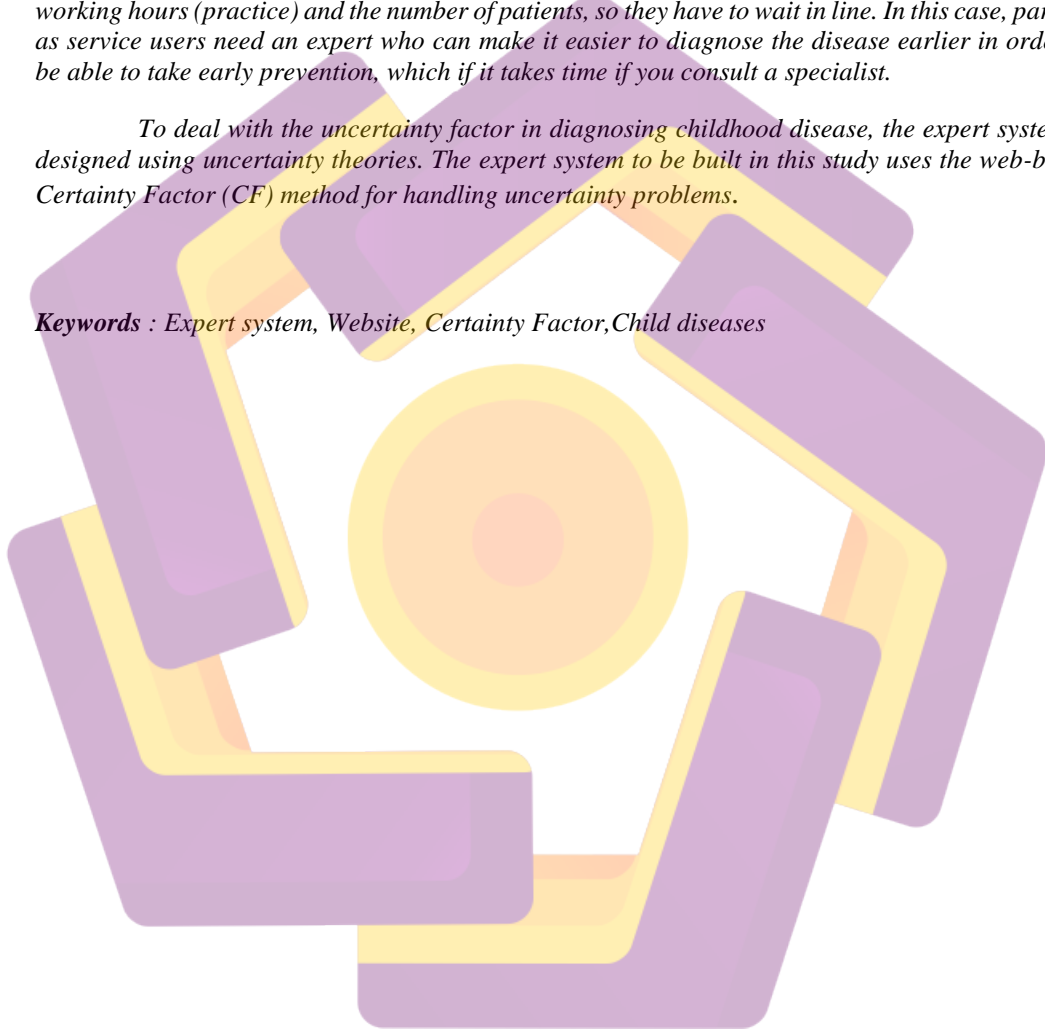 working hours (practice) and the number of patients, so they have to wait in line. In this case,
as service users need an expert who can make it easier to diagnose the disease earlier in
be able to take early prevention, which if it takes time if you consult a specialist.
To deal with the uncertainty factor in diagnosing childhood disease, the expert
designed using uncertainty theories. The expert system to be built in this study uses the
Certainty Factor (CF) method for handling uncertainty problems.
Keywords : Expert system, Website, Certainty Factor,Child diseases